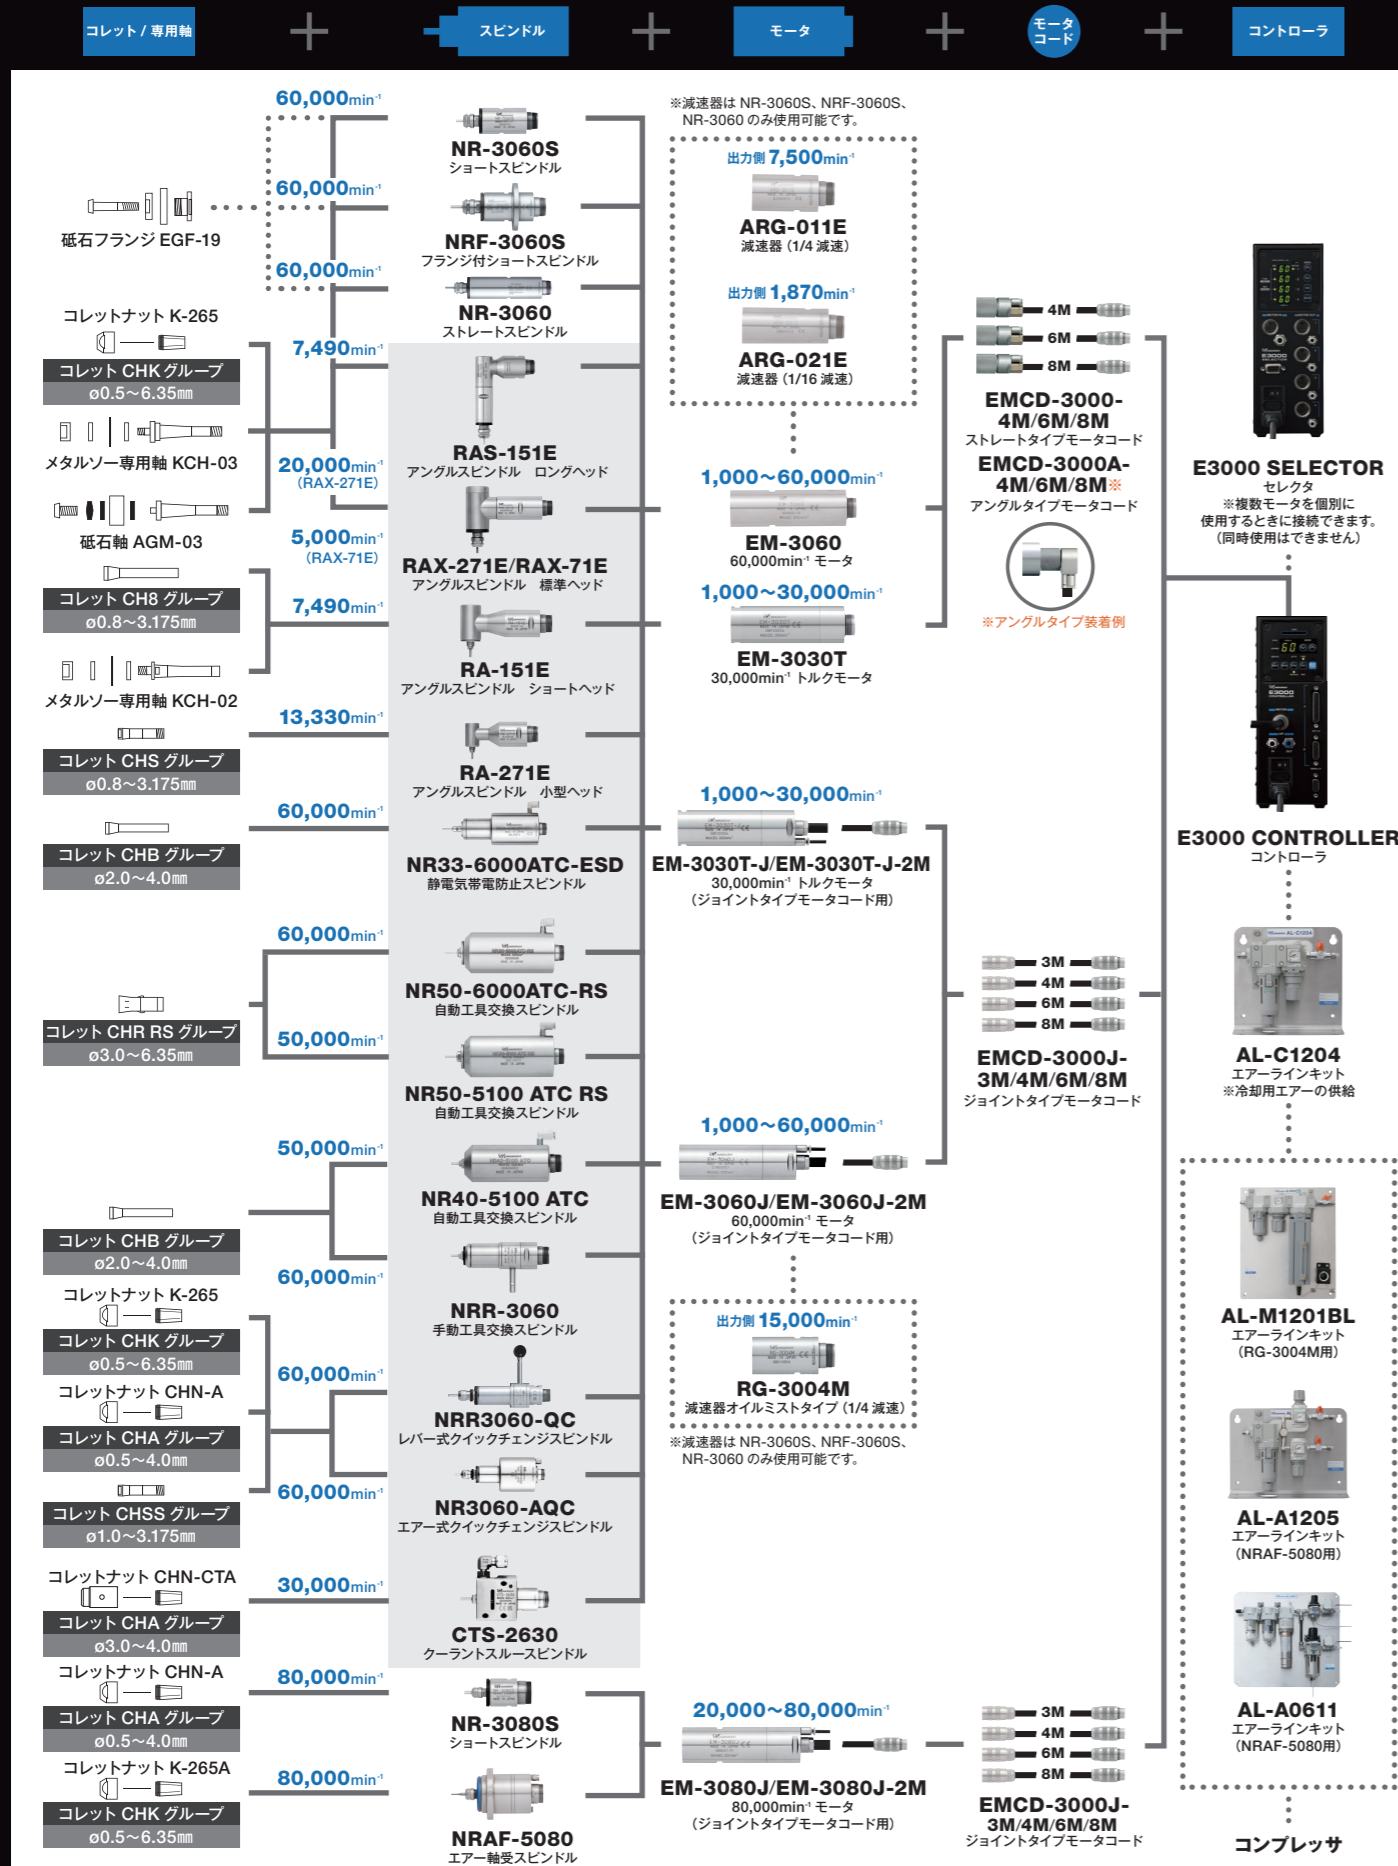 コレット / 専用軸
スピンドル
モータ
モータ
コード
コントローラ
砥石フランジ EGF-19
コレットナット K-265
コレット CHK グループ
ø0.5～6.35㎜
メタルソー専用軸 KCH-03
砥石軸 AGM-03
コレット CH8 グループ
ø0.8～3.175㎜
メタルソー専用軸 KCH-02
コレット CHS グループ
ø0.8～3.175㎜
コレット CHB グループ
ø2.0～4.0㎜
コレット CHR RS グループ
ø3.0～6.35㎜
コレット CHB グループ
ø2.0～4.0㎜
コレットナット K-265
コレット CHK グループ
ø0.5～6.35㎜
コレットナット CHN-A
コレット CHA グループ
ø0.5～4.0㎜
コレット CHSS グループ
ø1.0～3.175㎜
コレットナット CHN-CTA
コレット CHA グループ
ø3.0～4.0㎜
コレットナット CHN-A
コレット CHA グループ
ø0.5～4.0㎜
コレットナット K-265A
コレット CHK グループ
ø0.5～6.35㎜
60,000min⁻¹
60,000min⁻¹
60,000min⁻¹
7,490min⁻¹
20,000min⁻¹
(RAX-271E)
5,000min⁻¹
(RAX-71E)
7,490min⁻¹
13,330min⁻¹
60,000min⁻¹
60,000min⁻¹
50,000min⁻¹
50,000min⁻¹
60,000min⁻¹
60,000min⁻¹
60,000min⁻¹
30,000min⁻¹
80,000min⁻¹
80,000min⁻¹
NR-3060S
ショートスピンドル
NRF-3060S
フランジ付ショートスピンドル
NR-3060
ストレートスピンドル
RAS-151E
アングルスピンドル ロングヘッド
RAX-271E/RAX-71E
アングルスピンドル 標準ヘッド
RA-151E
アングルスピンドル ショートヘッド
RA-271E
アングルスピンドル 小型ヘッド
NR33-6000ATC-ESD
静電気帯電防止スピンドル
NR50-6000ATC-RS
自動工具交換スピンドル
NR50-5100 ATC RS
自動工具交換スピンドル
NR40-5100 ATC
自動工具交換スピンドル
NRR-3060
手動工具交換スピンドル
NRR3060-QC
レバー式クイックチェンジスピンドル
NR3060-AQC
エアー式クイックチェンジスピンドル
CTS-2630
クーラントスルースピンドル
NR-3080S
ショートスピンドル
NRAF-5080
エアー軸受スピンドル
※減速器は NR-3060S、NRF-3060S、
NR-3060 のみ使用可能です。
出力側 7,500min⁻¹
ARG-011E
減速器 (1/4 減速)
出力側 1,870min⁻¹
ARG-021E
減速器 (1/16 減速)
1,000～60,000min⁻¹
EM-3060
60,000min⁻¹ モータ
1,000～30,000min⁻¹
EM-3030T
30,000min⁻¹ トルクモータ
1,000～30,000min⁻¹
EM-3030T-J/EM-3030T-J-2M
30,000min⁻¹ トルクモータ
(ジョイントタイプモータコード用)
1,000～60,000min⁻¹
EM-3060J/EM-3060J-2M
60,000min⁻¹ モータ
(ジョイントタイプモータコード用)
出力側 15,000min⁻¹
RG-3004M
減速器オイルミストタイプ (1/4 減速)
※減速器は NR-3060S、NRF-3060S、
NR-3060 のみ使用可能です。
20,000～80,000min⁻¹
EM-3080J/EM-3080J-2M
80,000min⁻¹ モータ
(ジョイントタイプモータコード用)
4M
6M
8M
EMCD-3000-
4M/6M/8M
ストレートタイプモータコード
EMCD-3000A-
4M/6M/8M※
アングルタイプモータコード
※アングルタイプ装着例
3M
4M
6M
8M
EMCD-3000J-
3M/4M/6M/8M
ジョイントタイプモータコード
3M
4M
6M
8M
EMCD-3000J-
3M/4M/6M/8M
ジョイントタイプモータコード
E3000 SELECTOR
セレクタ
※複数モータを個別に
使用するときに接続できます。
(同時使用はできません)
E3000
CONTROLLER
E3000 CONTROLLER
コントローラ
AL-C1204
AL-C1204
エアーラインキット
※冷却用エアーの供給
AL-M1201BL
エアーラインキット
(RG-3004M用)
AL-A1205
エアーラインキット
(NRAF-5080用)
AL-A0611
エアーラインキット
(NRAF-5080用)
コンプレッサ